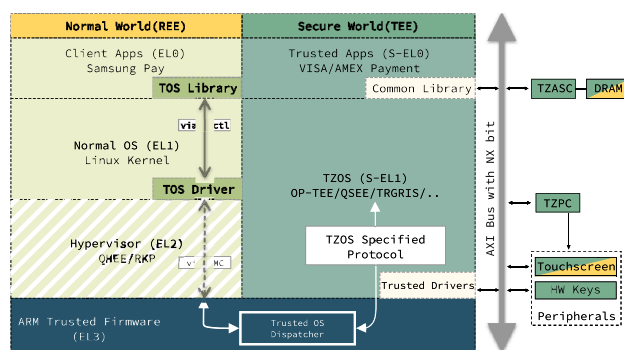 Normal World(REE)
Secure World(TEE)
Client Apps (EL0)
Samsung Pay
Trusted Apps (S-EL0)
VISA/AMEX Payment
TOS Library
Common Library
TZASC
DRAM
Normal OS (EL1)
Linux Kernel
TZOS (S-EL1)
OP-TEE/QSEE/TRGRIS/..
TOS Driver
AXI Bus with NX bit
TZPC
Hypervisor (EL2)
QHEE/RKP
TZOS Specified
Protocol
Trusted Drivers
Touchscreen
HW Keys
Peripherals
ARM Trusted Firmware
(EL3)
Trusted OS
Dispatcher